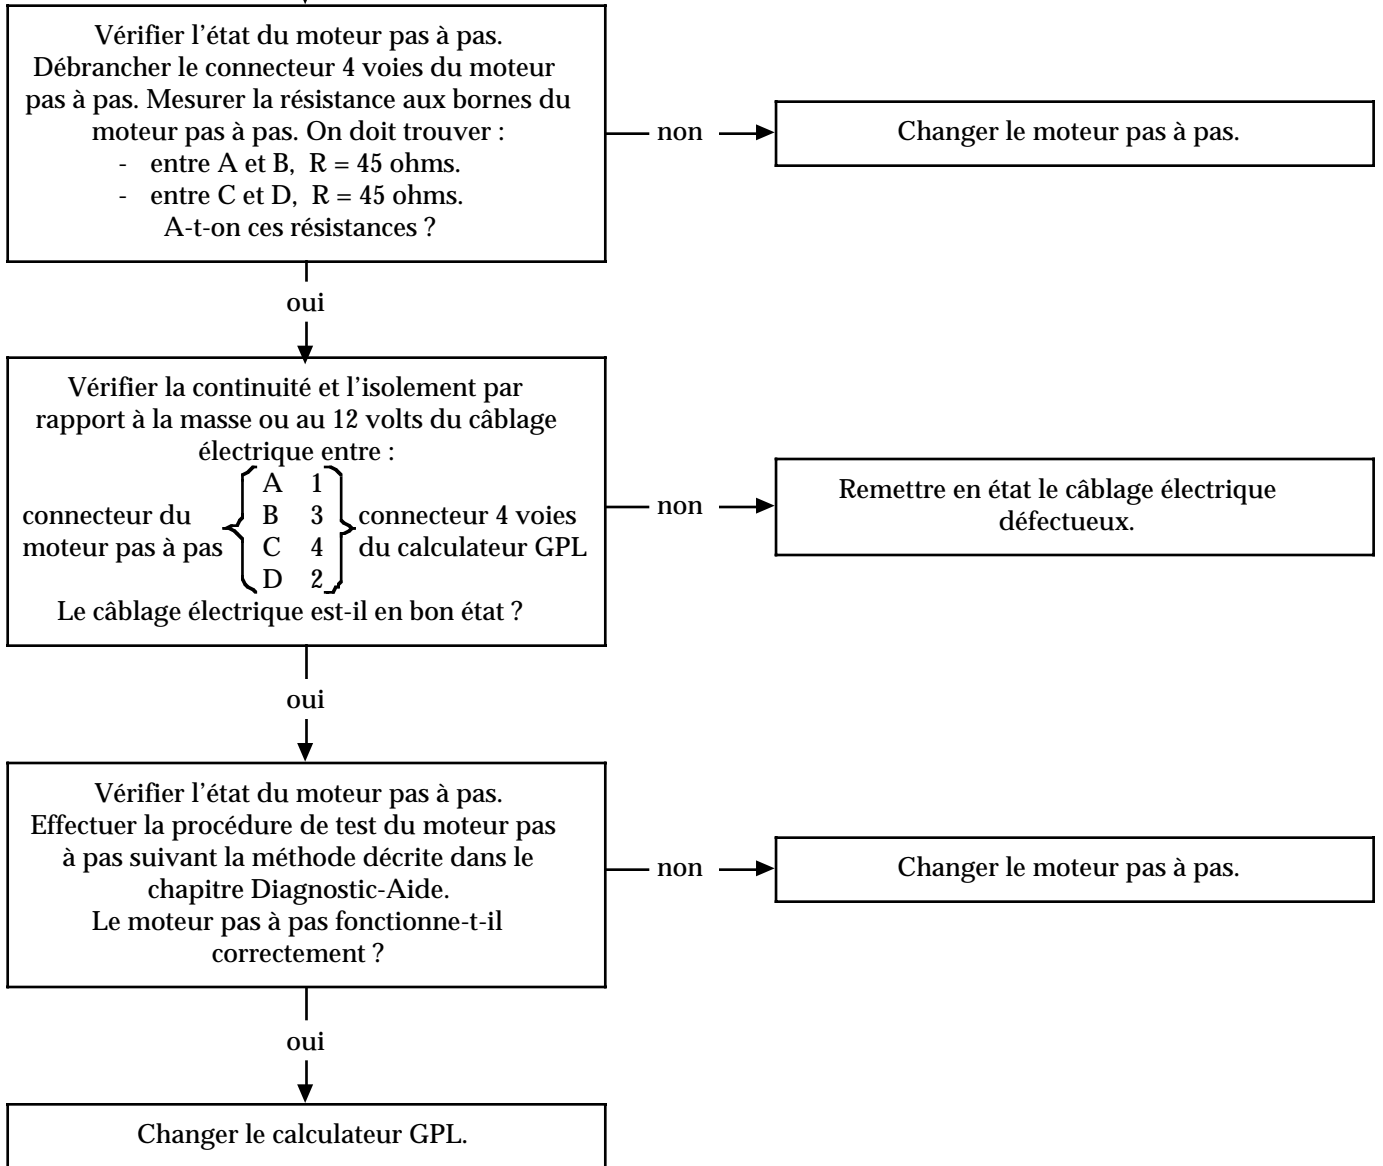 Vérifier l'état du moteur pas à pas.
Débrancher le connecteur 4 voies du moteur
pas à pas. Mesurer la résistance aux bornes du
moteur pas à pas. On doit trouver :
- entre A et B, R = 45 ohms.
- entre C et D, R = 45 ohms.
A-t-on ces résistances ?
non
Changer le moteur pas à pas.
oui
Vérifier la continuité et l'isolement par
rapport à la masse ou au 12 volts du câblage
électrique entre :
A 1
connecteur du B 3 connecteur 4 voies
moteur pas à pas C 4 du calculateur GPL
D 2
Le câblage électrique est-il en bon état ?
non
Remettre en état le câblage électrique
défectueux.
oui
Vérifier l'état du moteur pas à pas.
Effectuer la procédure de test du moteur pas
à pas suivant la méthode décrite dans le
chapitre Diagnostic-Aide.
Le moteur pas à pas fonctionne-t-il
correctement ?
non
Changer le moteur pas à pas.
oui
Changer le calculateur GPL.